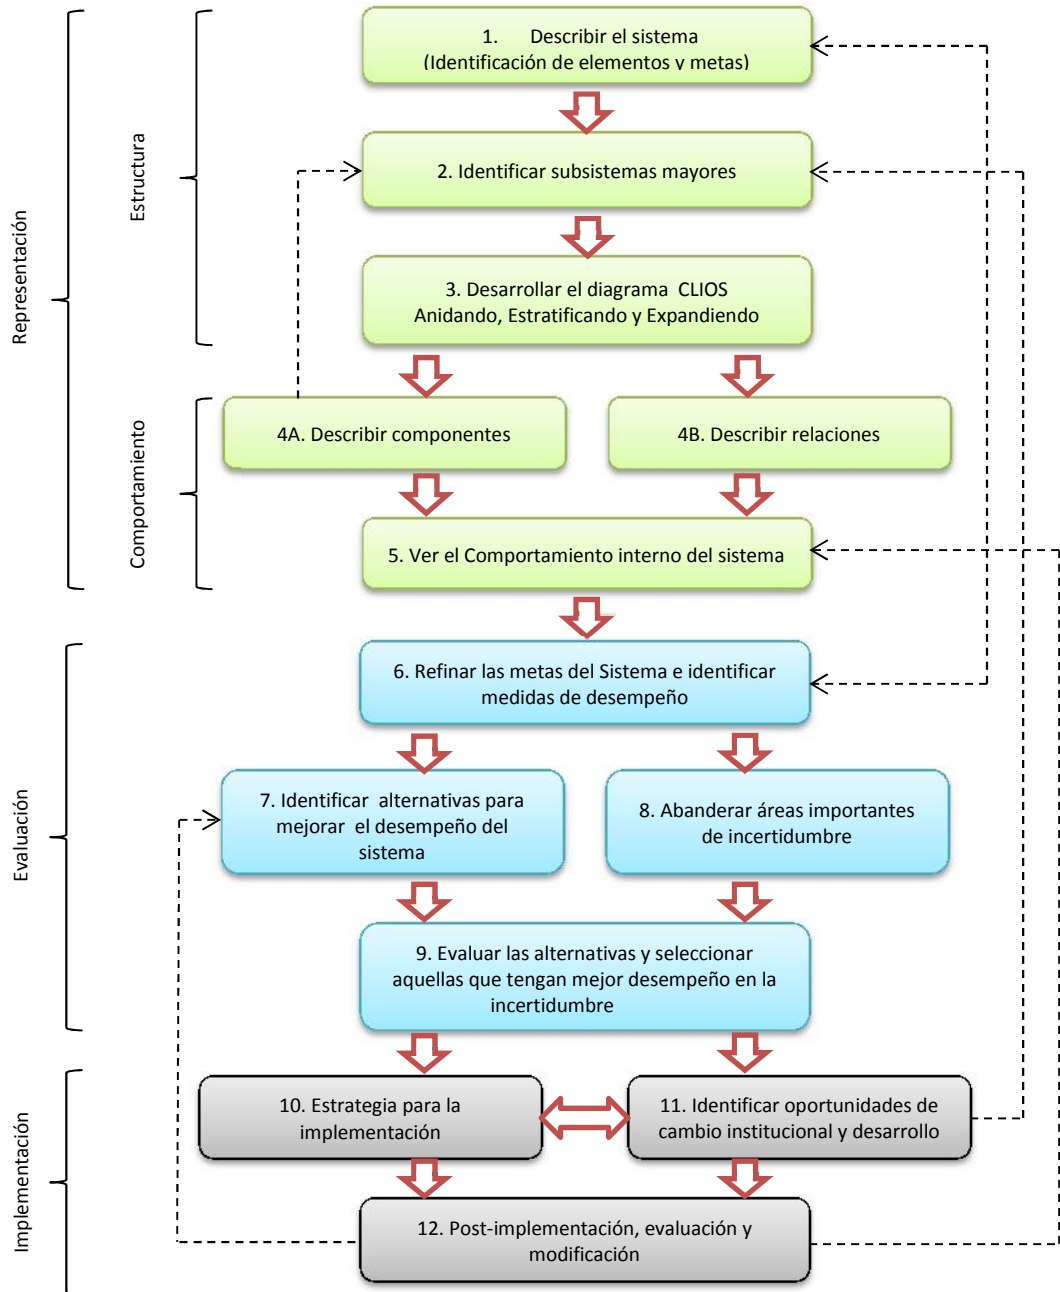 1. Describir el sistema
(Identificación de elementos y metas)
Estructura
2. Identificar subsistemas mayores
Representación
3. Desarrollar el diagrama CLIOS
Anidando, Estratificando y Expandiendo
Comportamiento
4A. Describir componentes
4B. Describir relaciones
5. Ver el Comportamiento interno del sistema
6. Refinar las metas del Sistema e identificar
medidas de desempeño
Evaluación
7. Identificar alternativas para
mejorar el desempeño del
sistema
8. Abanderar áreas importantes
de incertidumbre
9. Evaluar las alternativas y seleccionar
aquellas que tengan mejor desempeño en la
incertidumbre
Implementación
10. Estrategia para la
implementación
11. Identificar oportunidades de
cambio institucional y desarrollo
12. Post-implementación, evaluación y
modificación